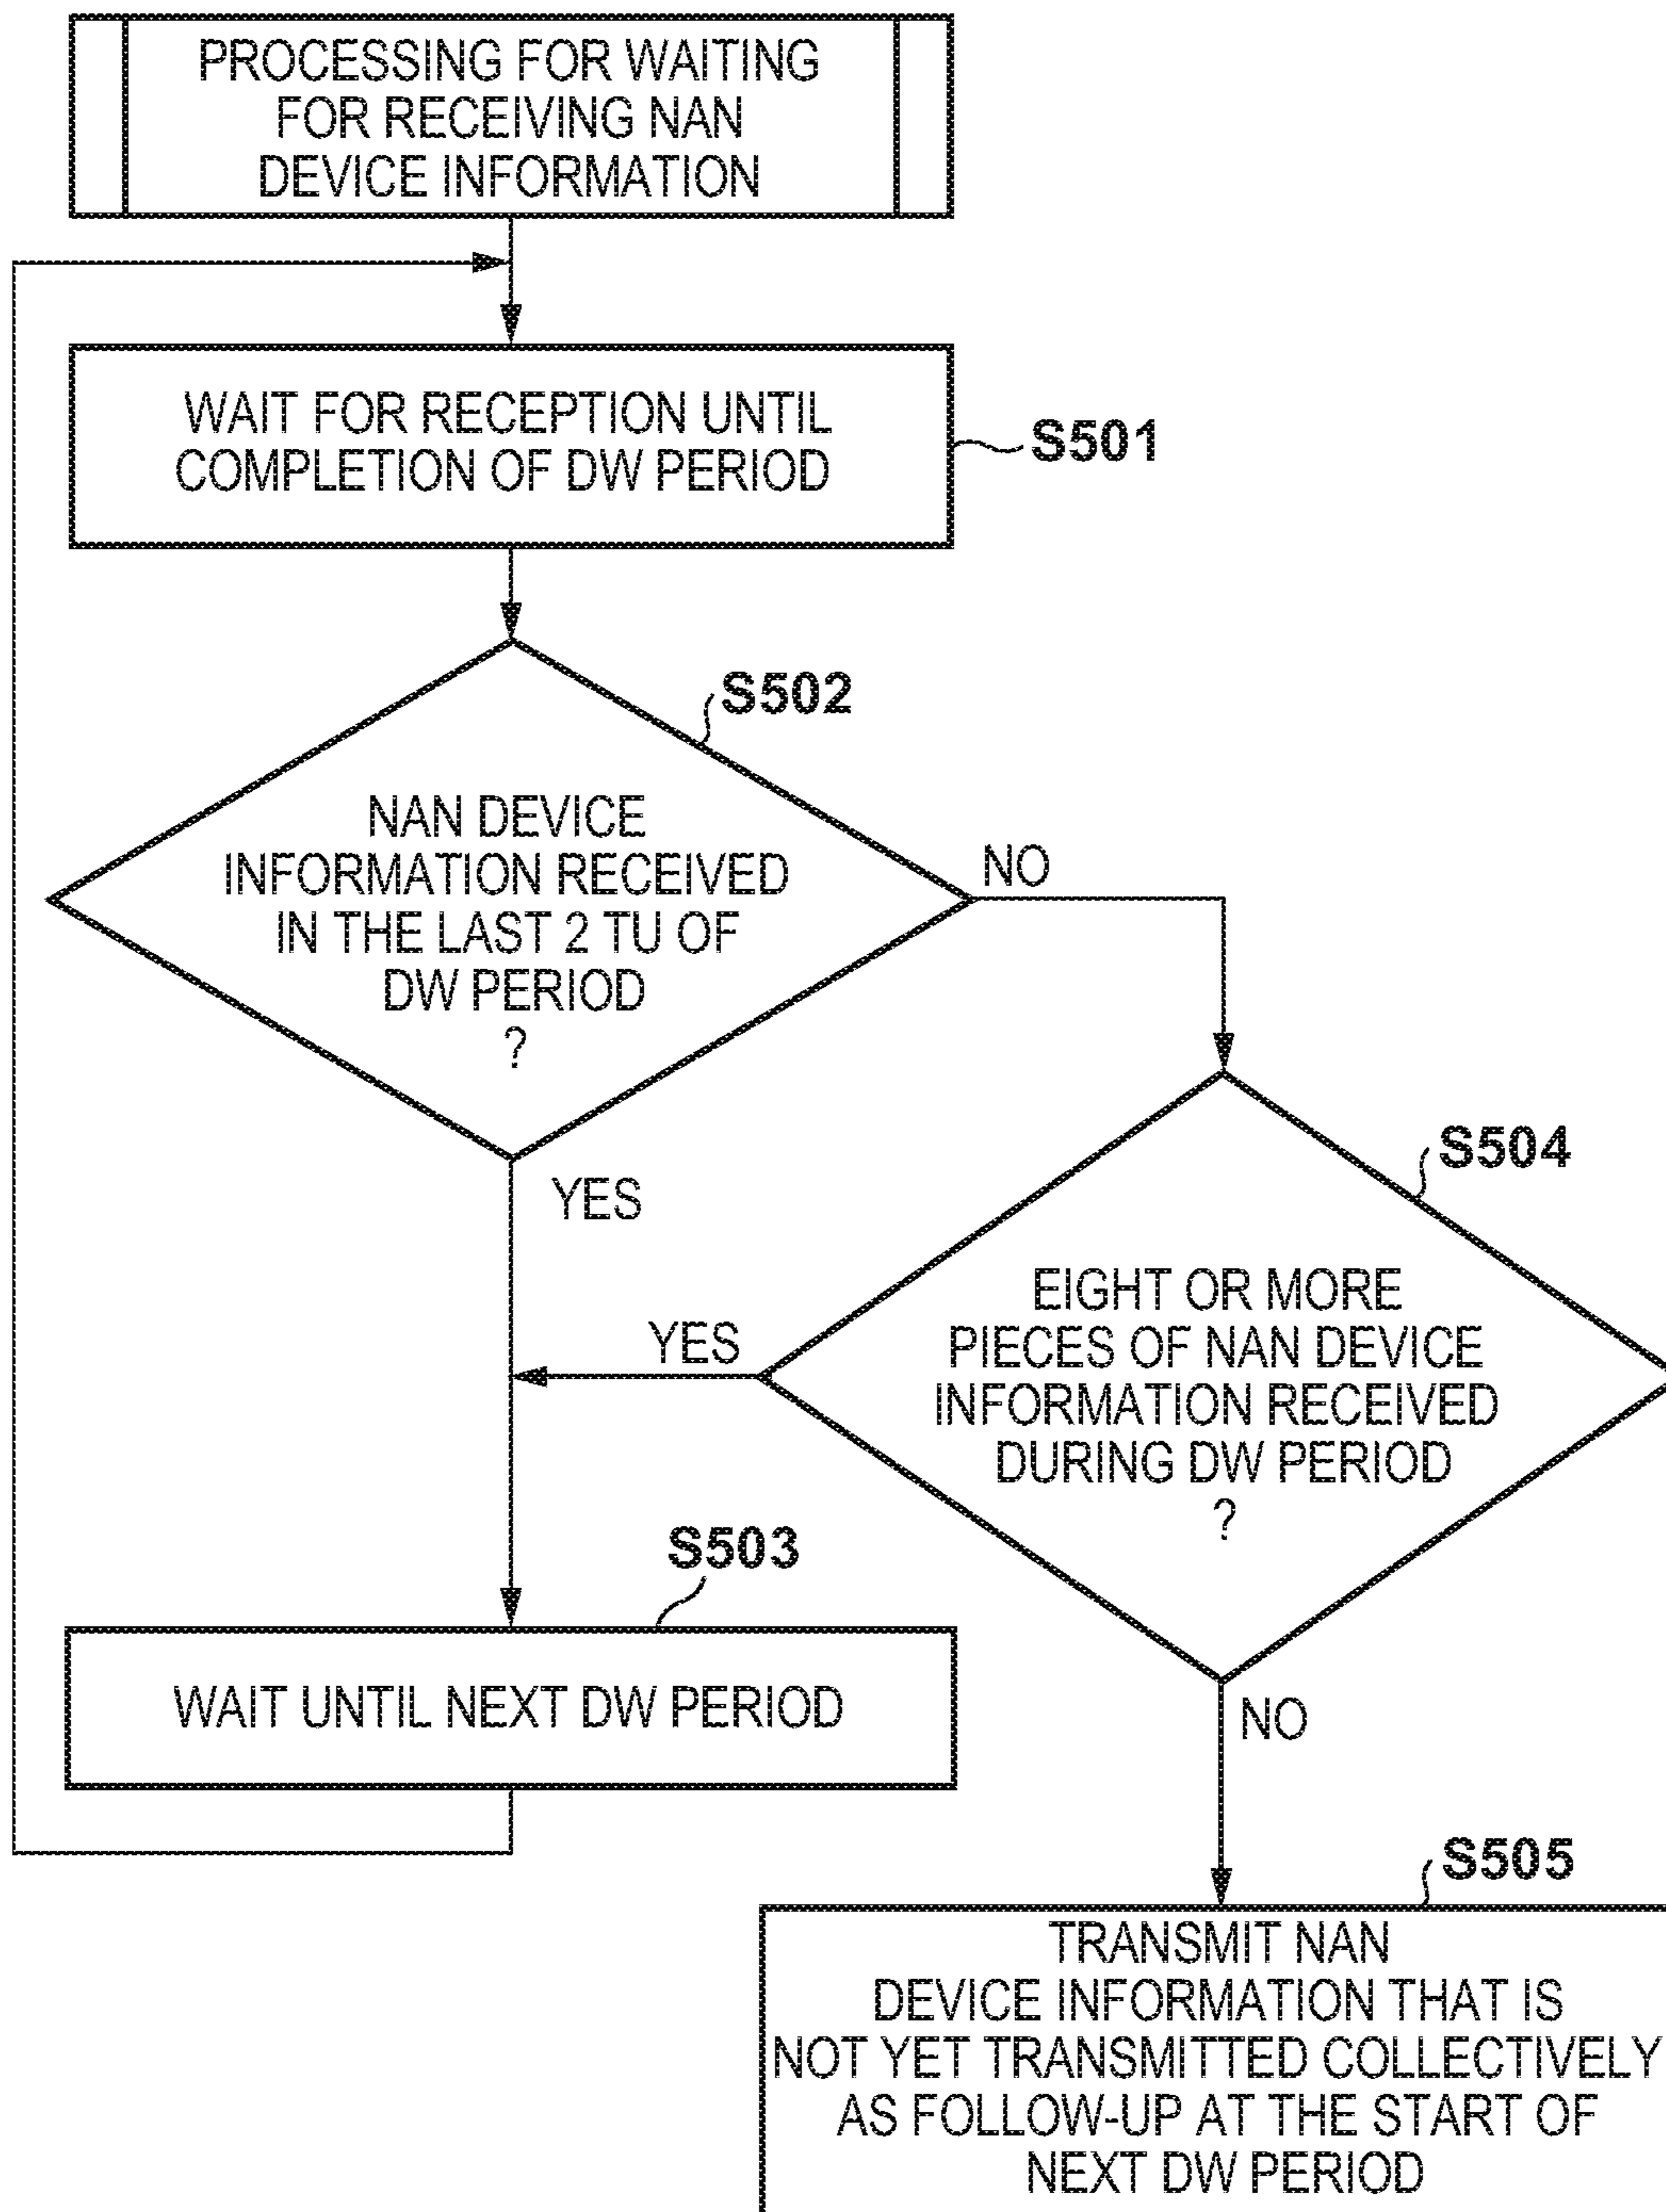 PROCESSING FOR WAITING
FOR RECEIVING NAN
DEVICE INFORMATION
WAIT FOR RECEPTION UNTIL
COMPLETION OF DW PERIOD
S501
S502
NAN DEVICE
INFORMATION RECEIVED
IN THE LAST 2 TU OF
DW PERIOD
?
NO
YES
S504
EIGHT OR MORE
PIECES OF NAN DEVICE
INFORMATION RECEIVED
DURING DW PERIOD
?
YES
NO
S503
WAIT UNTIL NEXT DW PERIOD
S505
TRANSMIT NAN
DEVICE INFORMATION THAT IS
NOT YET TRANSMITTED COLLECTIVELY
AS FOLLOW-UP AT THE START OF
NEXT DW PERIOD